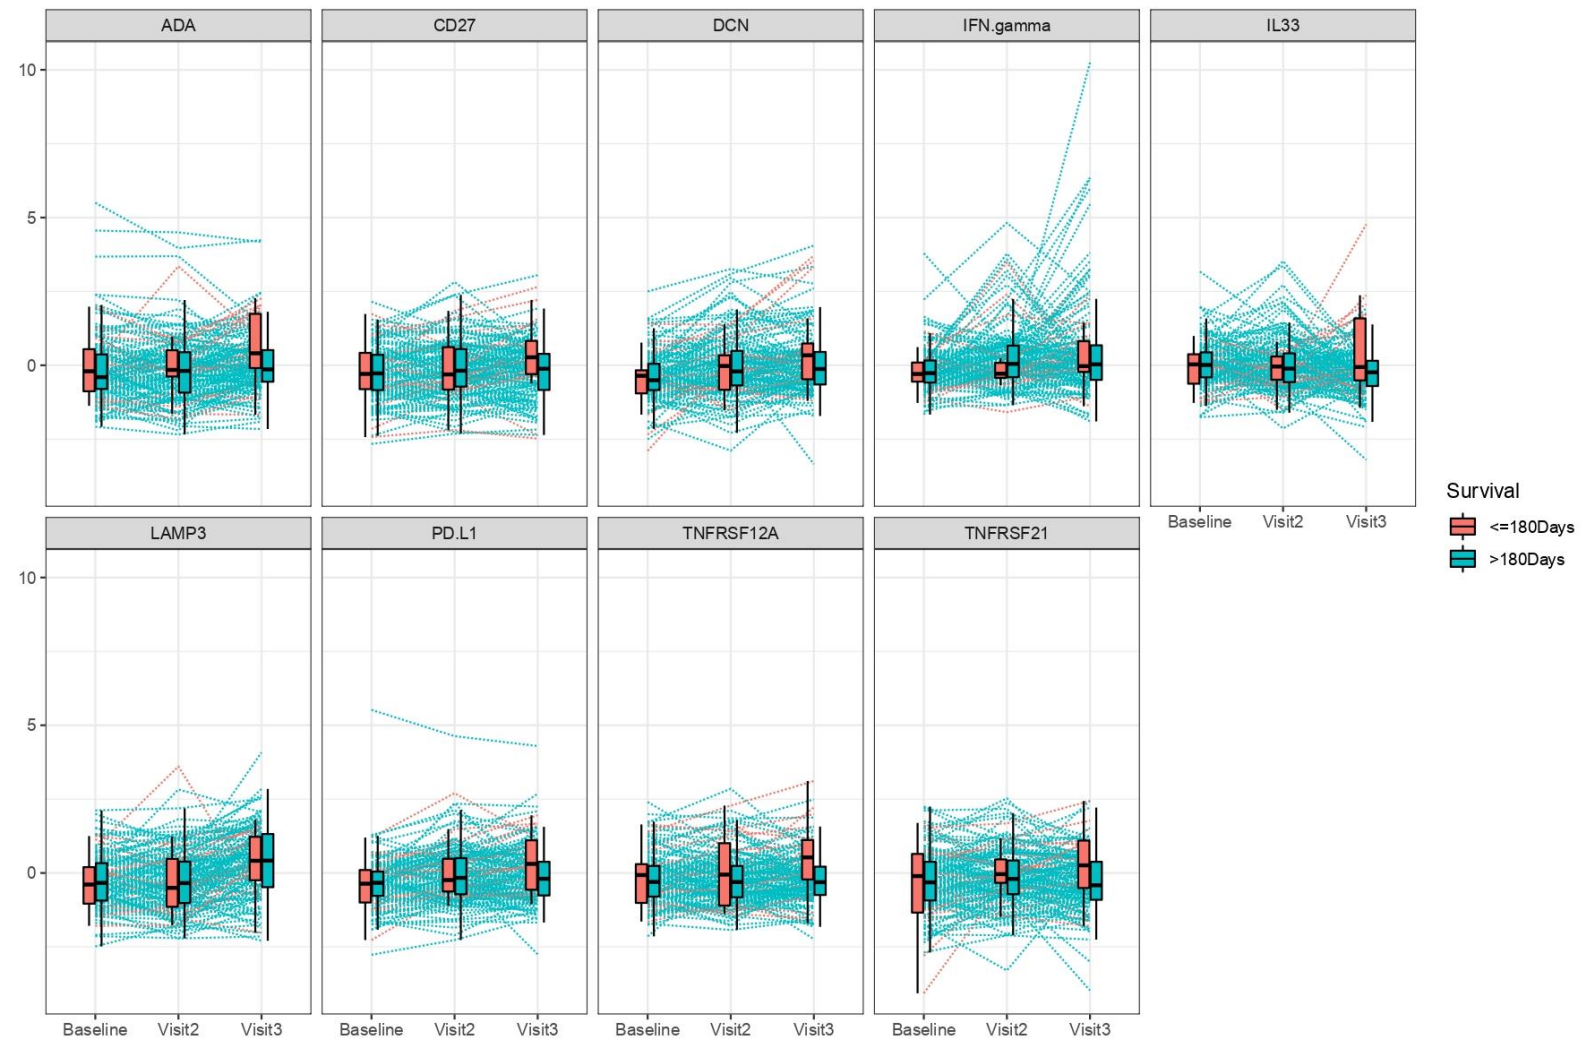 ADA CD27 DCN IFN.gamma IL33
10
5
0
Baseline Visit2 Visit3
Survival
<=180Days
>180Days
LAMP3 PD.L1 TNFRSF12A TNFRSF21
10
5
0
Baseline Visit2 Visit3 Baseline Visit2 Visit3 Baseline Visit2 Visit3 Baseline Visit2 Visit3